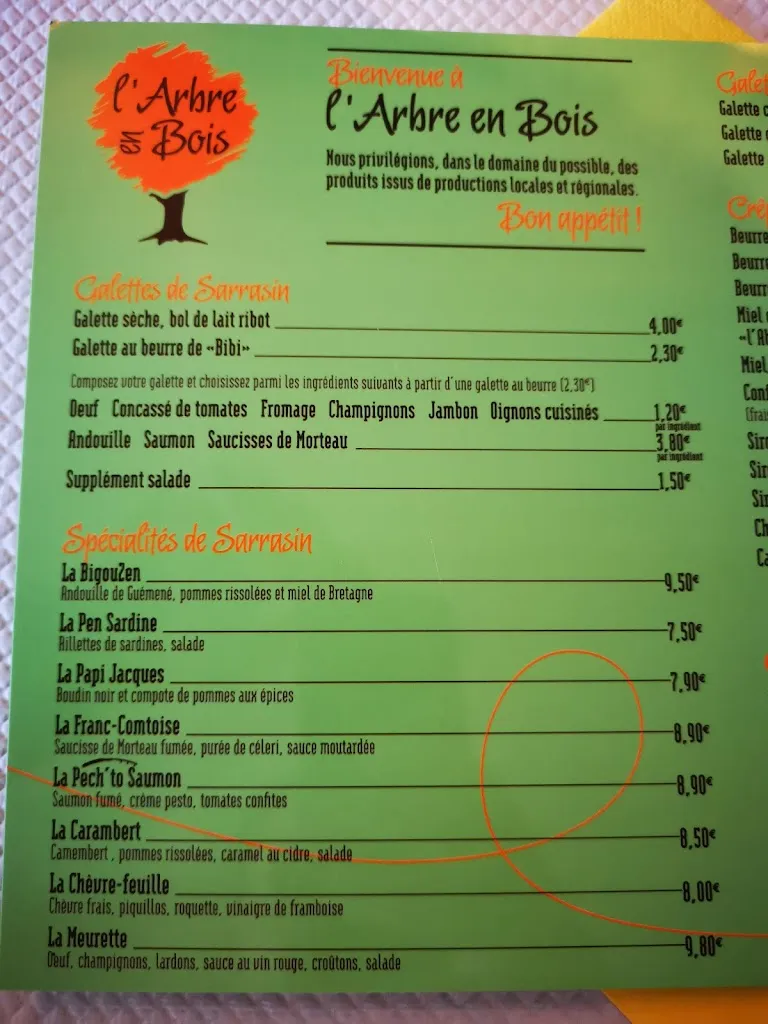 l'Arbre
en Bois
Bienvenue à
l'Arbre en Bois
Nous privilégions, dans le domaine du possible, des
produits issus de productions locales et régionales.
Bon appétit !
Galettes de Sarrasin
Galette sèche, bol de lait ribot 4,00€
Galette au beurre de «Bibi» 2,30€
Composez votre galette et choisissez parmi les ingrédients suivants à partir d'une galette au beurre (2,30€)
Oeuf Concassé de tomates Fromage Champignons Jambon Oignons cuisinés 1,20€
par ingrédient
Andouille Saumon Saucisses de Morteau 3,80€
par ingrédient
Supplément salade 1,50€
Spécialités de Sarrasin
La BigouZen 9,50€
Andouille de Guémené, pommes rissolées et miel de Bretagne
La Pen Sardine 7,50€
Rillettes de sardines, salade
La Papi Jacques 7,90€
Boudin noir et compote de pommes aux épices
La Franc-Comtoise 8,90€
Saucisse de Morteau fumée, purée de céleri, sauce moutardée
La Pech'to Saumon 8,90€
Saumon fumé, crème pesto, tomates confites
La Carambert 8,50€
Camembert, pommes rissolées, caramel au cidre, salade
La Chèvre-feuille 8,00€
Chèvre frais, piquillos, roquette, vinaigre de framboise
La Meurette 9,80€
Oeuf, champignons, lardons, sauce au vin rouge, croûtons, salade
Galette
Galette
Galette
Beurre
Miel
Miel